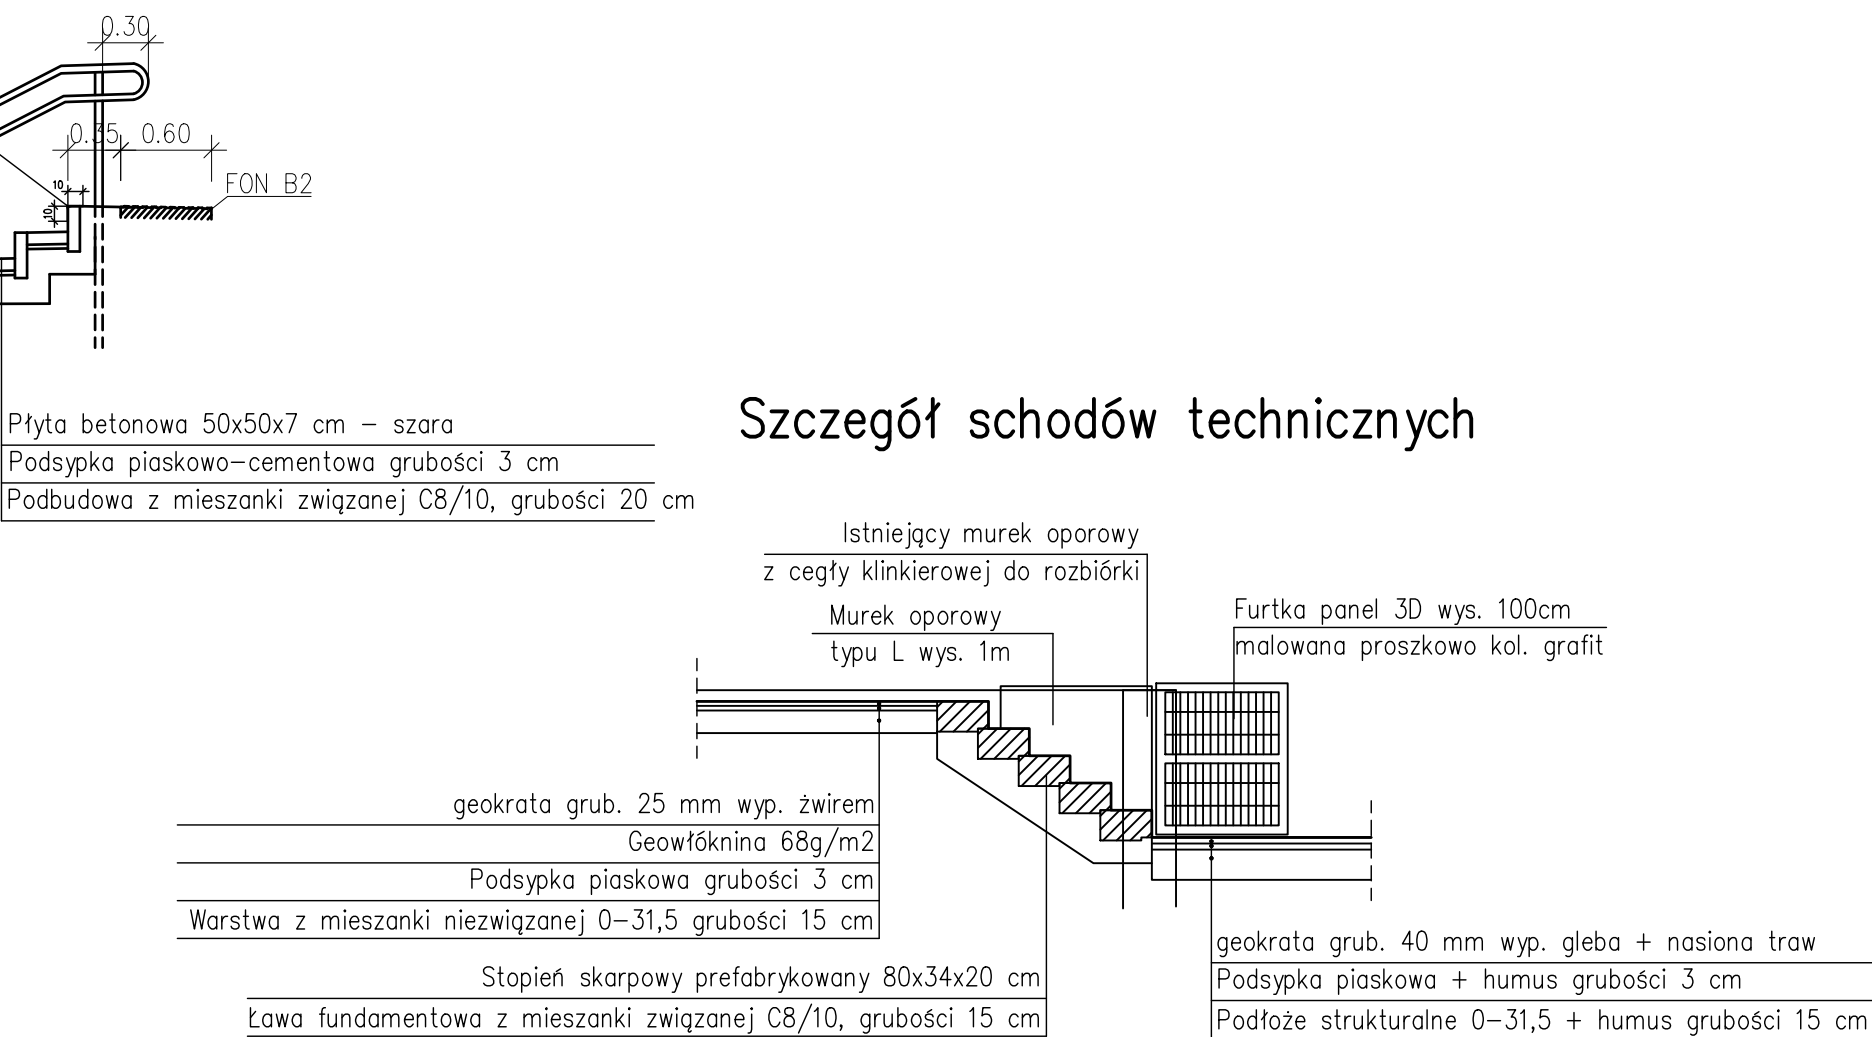 0.30
0.35 0.60
10
FON B2
10
Płyta betonowa 50x50x7 cm – szara
Podsypka piaskowo–cementowa grubości 3 cm
Podbudowa z mieszanki związanej C8/10, grubości 20 cm
Szczegół schodów technicznych
Istniejący murek oporowy
z cegły klinkierowej do rozbiórki
Murek oporowy
typu L wys. 1m
Furtka panel 3D wys. 100cm
malowana proszkowo kol. grafit
geokrata grub. 25 mm wyp. żwirem
Geowłóknina 68g/m2
Podsypka piaskowa grubości 3 cm
Warstwa z mieszanki niezwiązanej 0–31,5 grubości 15 cm
Stopień skarpowy prefabrykowany 80x34x20 cm
Ława fundamentowa z mieszanki związanej C8/10, grubości 15 cm
geokrata grub. 40 mm wyp. gleba + nasiona traw
Podsypka piaskowa + humus grubości 3 cm
Podłoże strukturalne 0–31,5 + humus grubości 15 cm